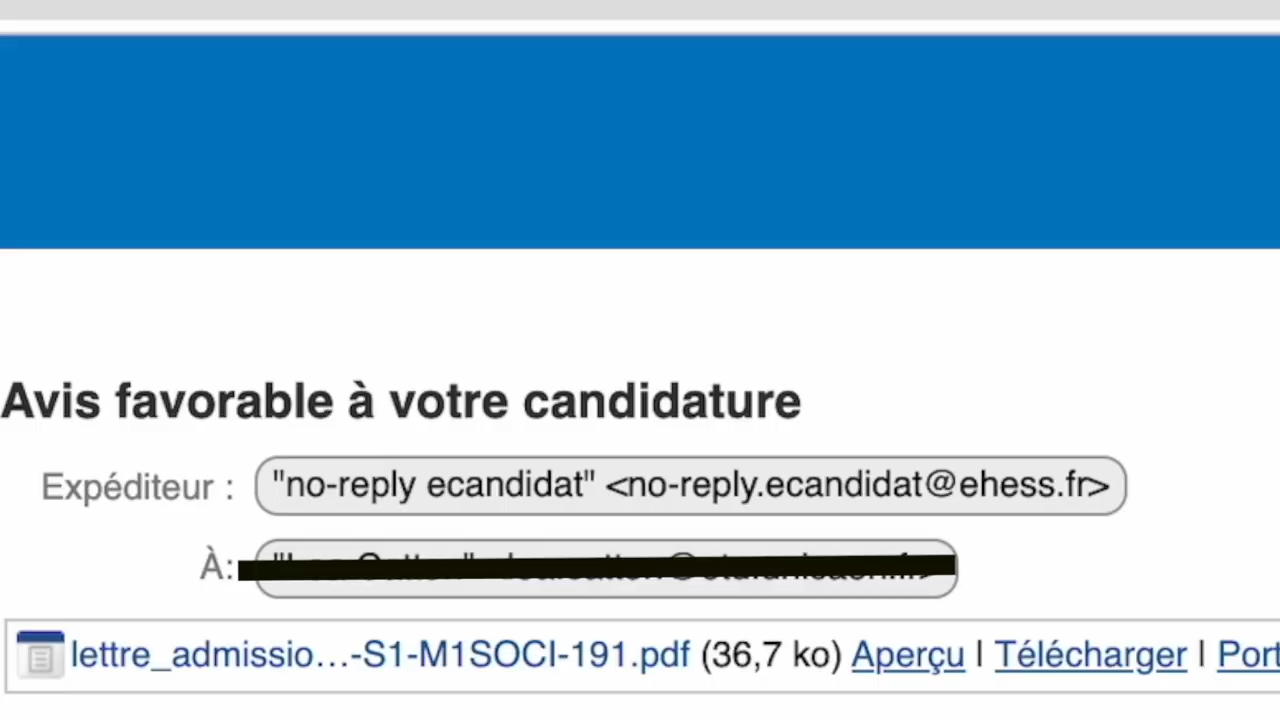 Avis favorable à votre candidature
Expéditeur : "no-reply ecandidat" <no-reply.ecandidat@ehess.fr>
À:
lettre_admissio…-S1-M1SOCI-191.pdf (36,7 ko) Aperçu | Télécharger | Port